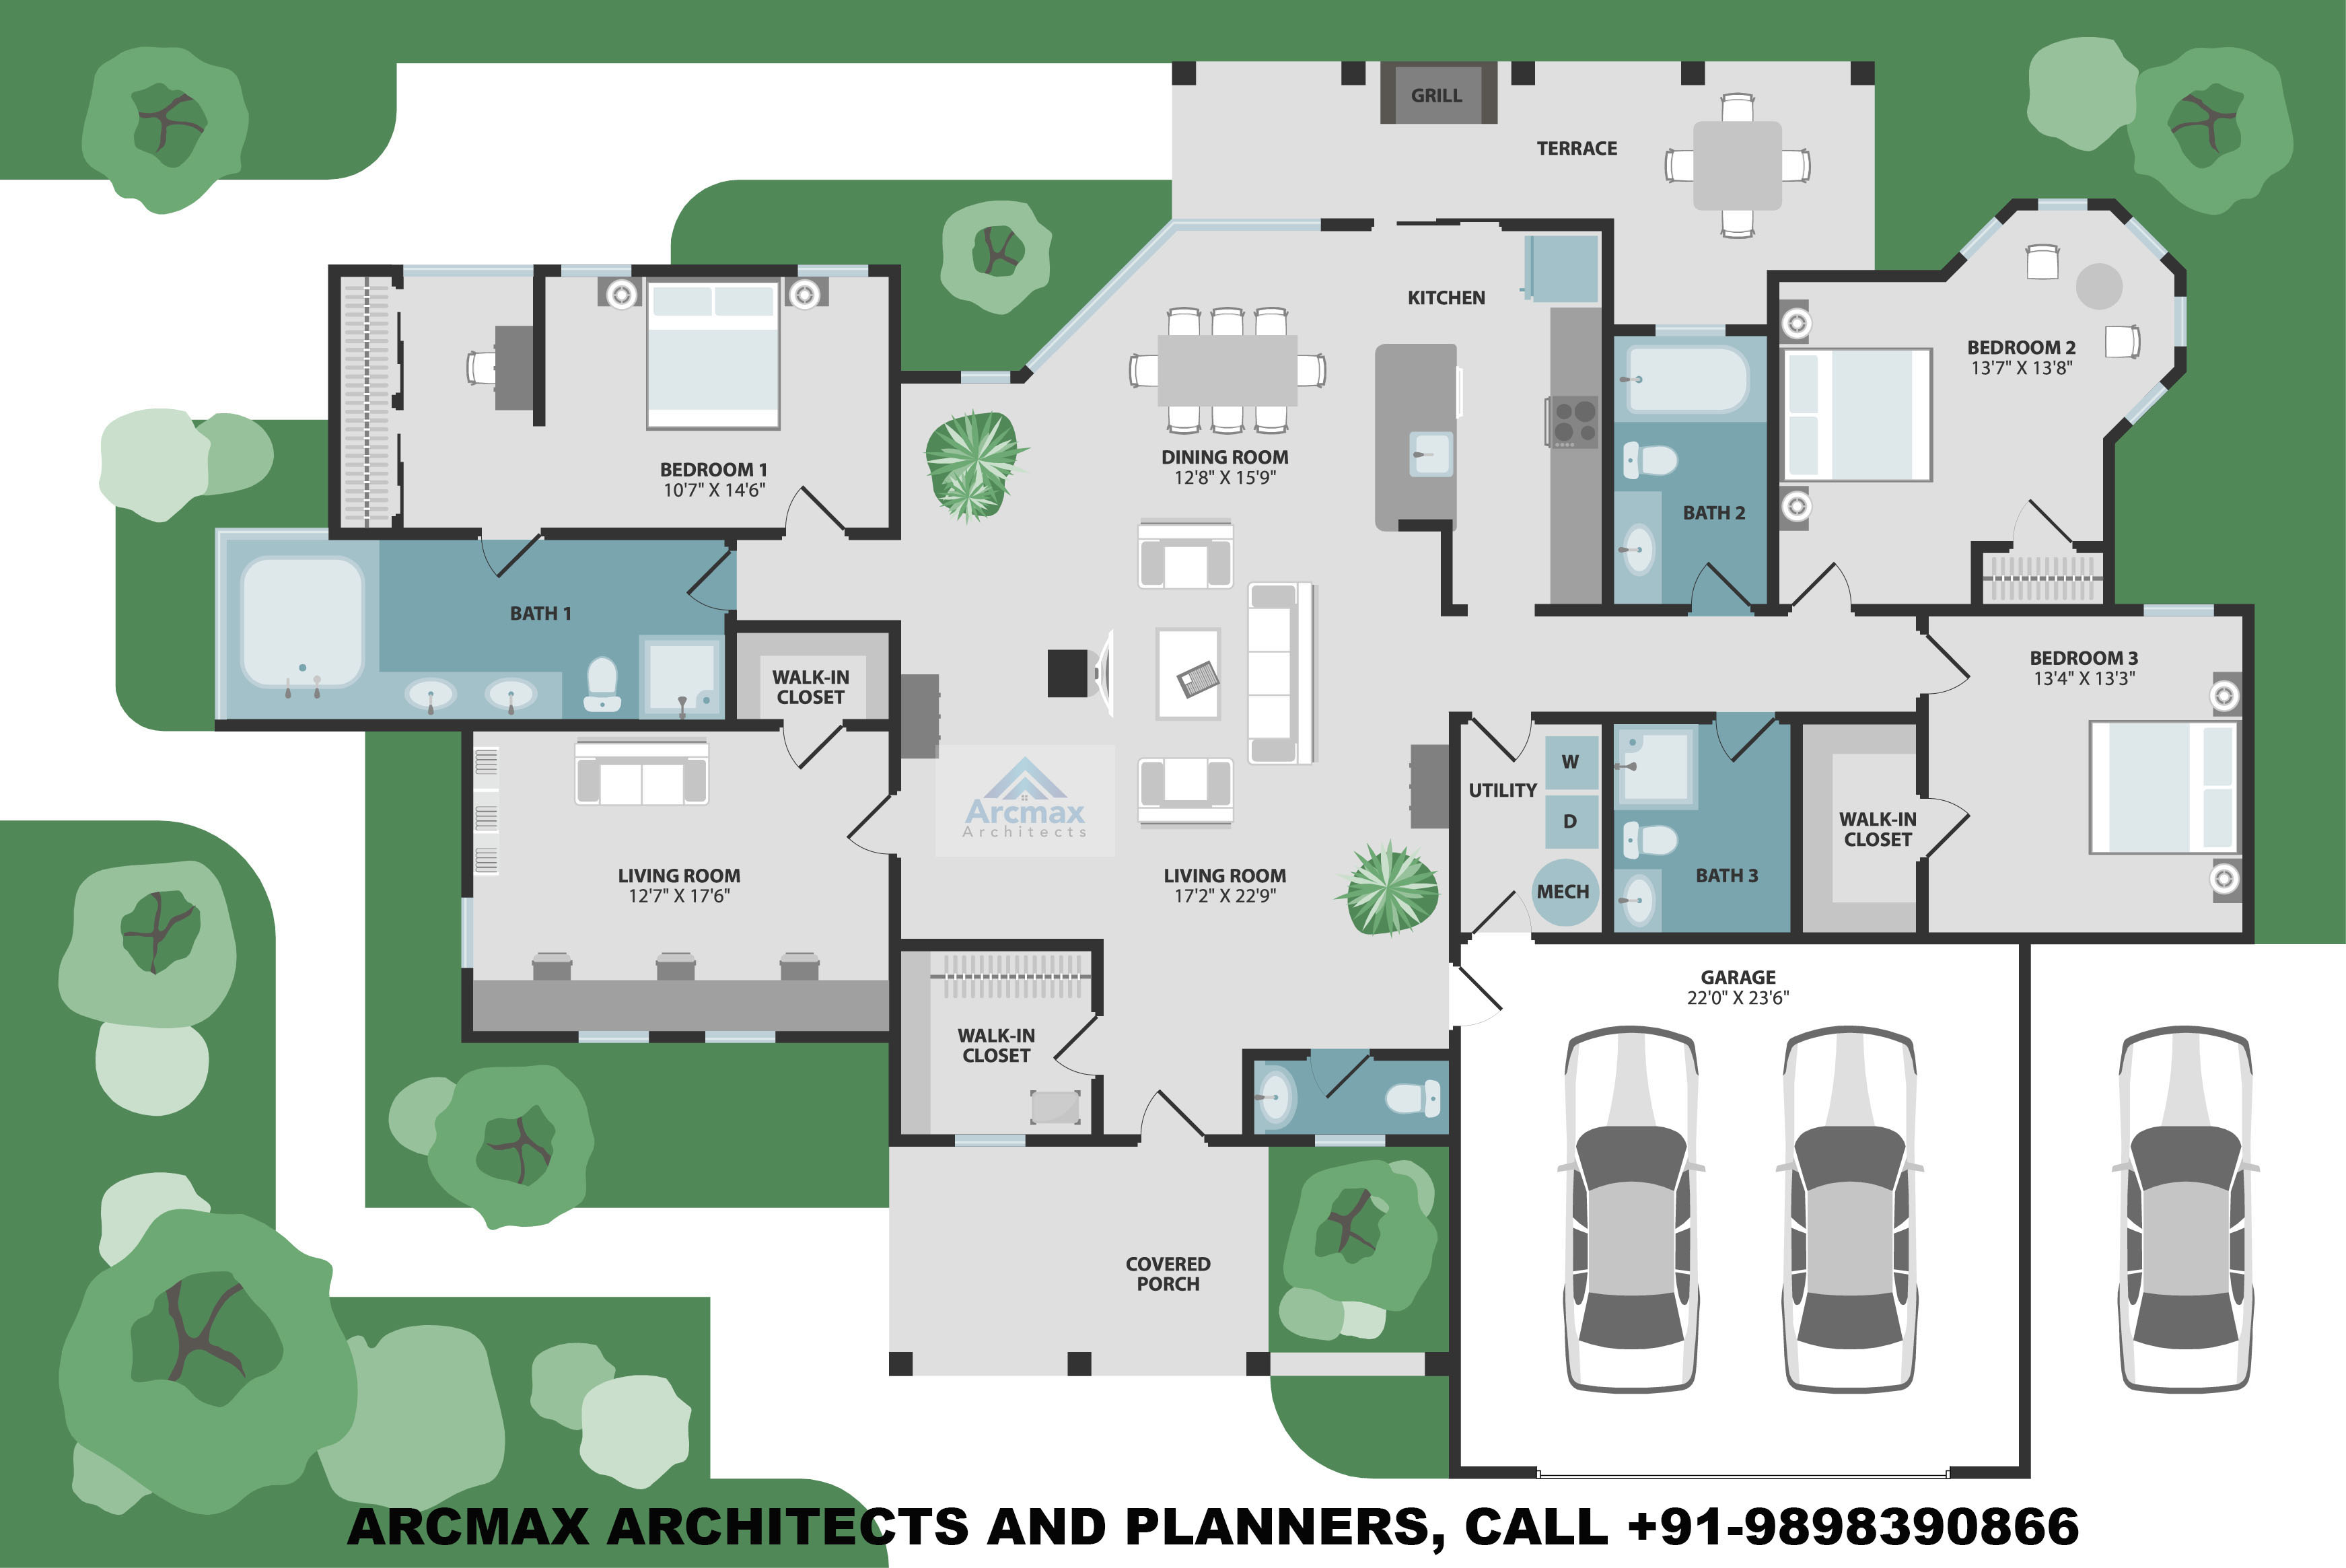 GRILL
TERRACE
KITCHEN
BEDROOM 2
13'7" X 13'8"
BEDROOM 1
10'7" X 14'6"
DINING ROOM
12'8" X 15'9"
BATH 2
BATH 1
BEDROOM 3
13'4" X 13'3"
WALK-IN
CLOSET
W
UTILITY
D
Arcmax
Architects
WALK-IN
CLOSET
LIVING ROOM
12'7" X 17'6"
LIVING ROOM
17'2" X 22'9"
MECH
BATH 3
GARAGE
22'0" X 23'6"
WALK-IN
CLOSET
COVERED
PORCH
ARCMAX ARCHITECTS AND PLANNERS, CALL +91-9898390866